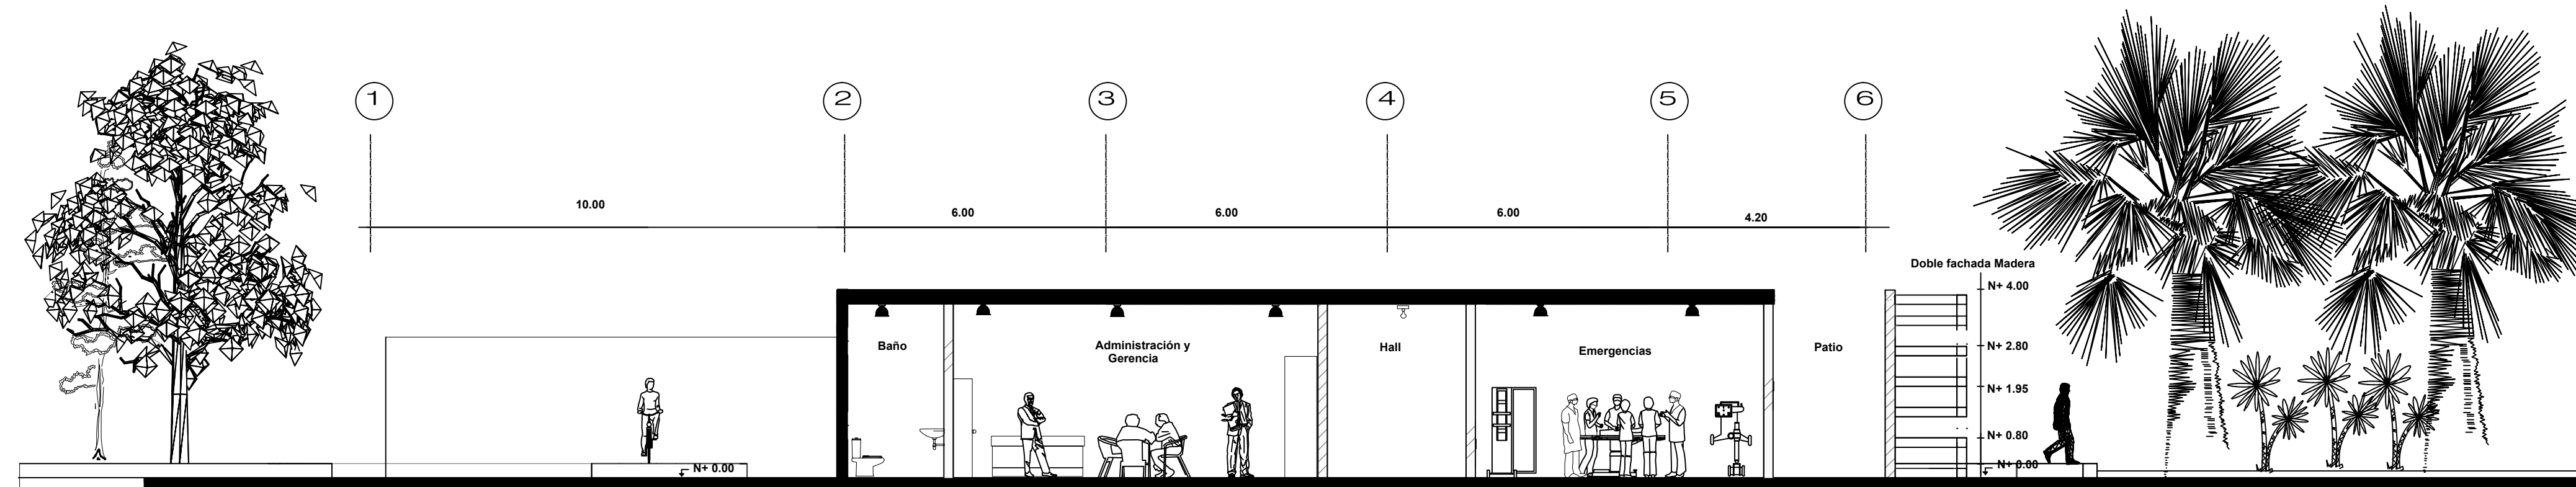 1 2 3 4 5 6
10.00 6.00 6.00 6.00 4.20
Doble fachada Madera
N+ 4.00
Baño
Administración y
Gerencia
Hall
Emergencias
Patio
N+ 2.80
N+ 1.95
N+ 0.80
N+ 0.00
N+ 0.00